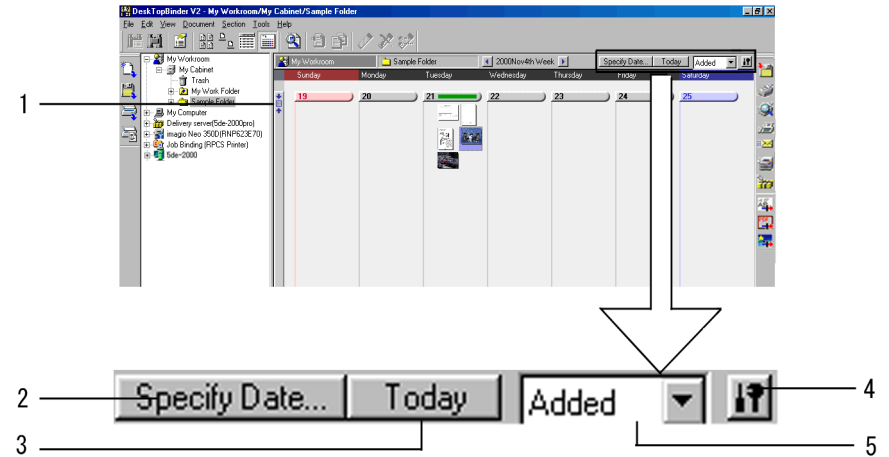 DeskTopBinder V2 - My Workroom/My Cabinet/Sample Folder
File Edit View Document Section Tools Help
My Workroom
My Cabinet
Trash
My Work Folder
Sample Folder
My Computer
Delivery server(5de-2000pro)
imagio Neo 350D(RNP623E70)
Job Binding (RPCS Printer)
5de-2000
My Workroom Sample Folder 2000Nov4th Week Specify Date... Today Added
Sunday Monday Tuesday Wednesday Thursday Friday Saturday
19 20 21 22 23 24 25
1
2 Specify Date... Today Added 4
3 5